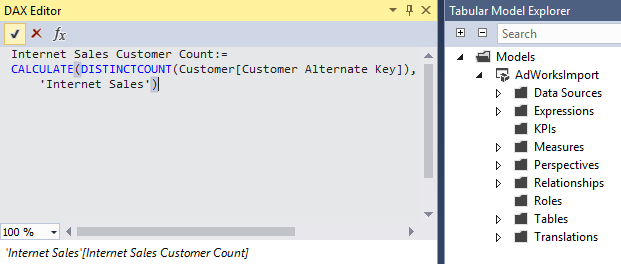 DAX Editor
fx
Internet Sales Customer Count:=
CALCULATE(DISTINCTCOUNT(Customer[Customer Alternate Key]),
'Internet Sales')
100 %
'Internet Sales'[Internet Sales Customer Count]
Tabular Model Explorer
Search
Models
AdWorksImport
Data Sources
Expressions
KPIs
Measures
Perspectives
Relationships
Roles
Tables
Translations